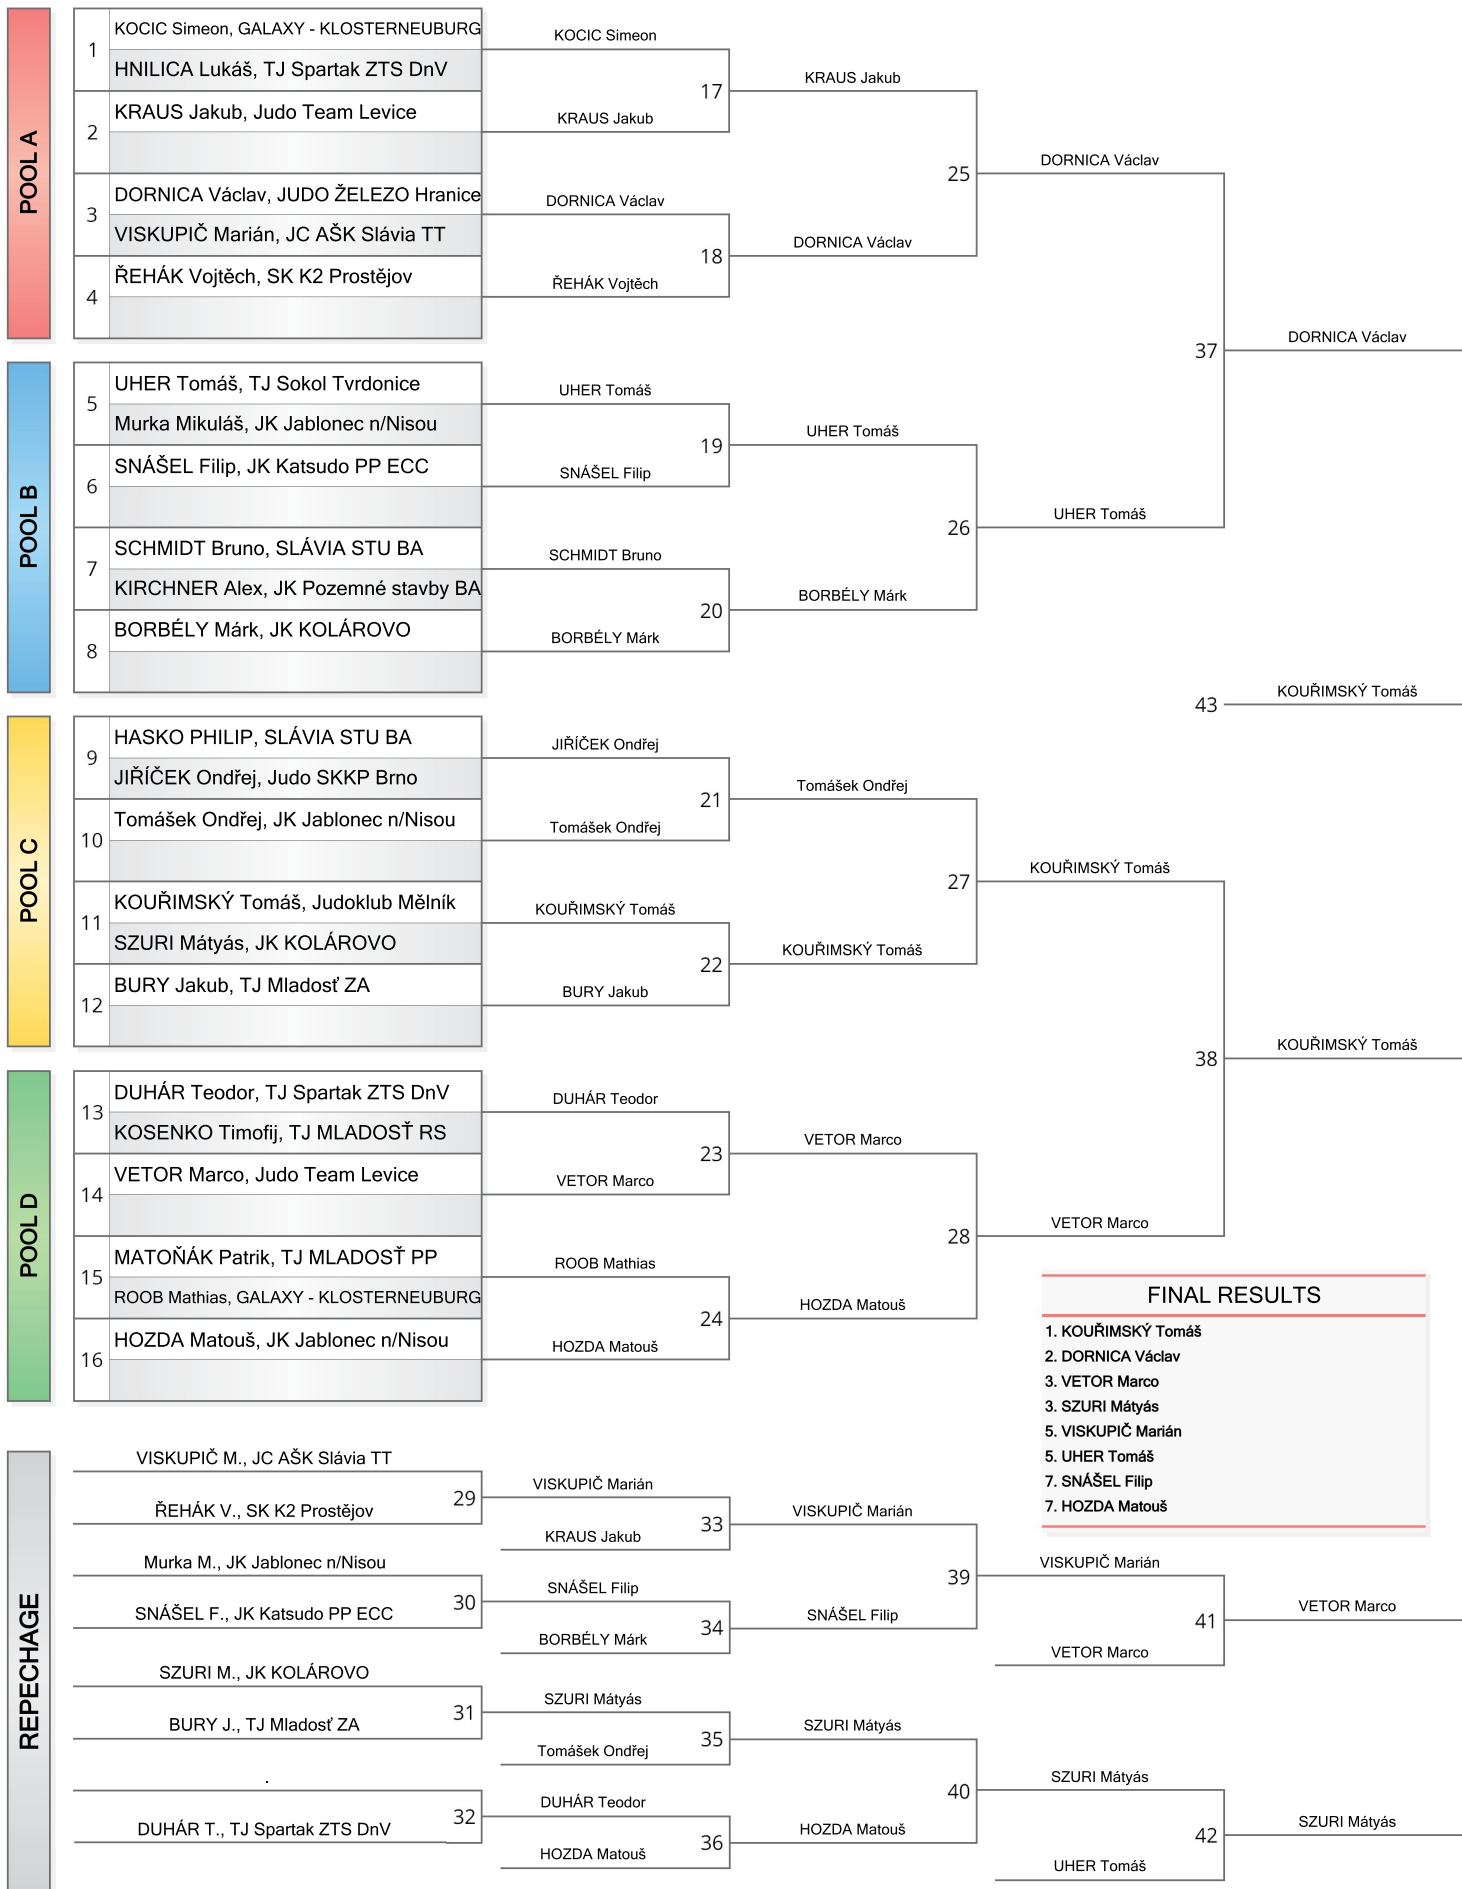 POOL A
1
KOCIC Simeon, GALAXY - KLOSTERNEUBURG
HNILICA Lukáš, TJ Spartak ZTS DnV
2
KRAUS Jakub, Judo Team Levice
3
DORNICA Václav, JUDO ŽELEZO Hranice
VISKUPIČ Marián, JC AŠK Slávia TT
4
ŘEHÁK Vojtěch, SK K2 Prostějov
KOCIC Simeon
KRAUS Jakub
17
DORNICA Václav
ŘEHÁK Vojtěch
18
KRAUS Jakub
DORNICA Václav
25
DORNICA Václav
POOL B
5
UHER Tomáš, TJ Sokol Tvrdonice
Murka Mikuláš, JK Jablonec n/Nisou
6
SNÁŠEL Filip, JK Katsudo PP ECC
7
SCHMIDT Bruno, SLÁVIA STU BA
KIRCHNER Alex, JK Pozemné stavby BA
8
BORBÉLY Márk, JK KOLÁROVO
UHER Tomáš
SNÁŠEL Filip
19
SCHMIDT Bruno
BORBÉLY Márk
20
UHER Tomáš
BORBÉLY Márk
26
UHER Tomáš
37
DORNICA Václav
43
KOUŘIMSKÝ Tomáš
POOL C
9
HASKO PHILIP, SLÁVIA STU BA
JIŘÍČEK Ondřej, Judo SKKP Brno
10
Tomášek Ondřej, JK Jablonec n/Nisou
11
KOUŘIMSKÝ Tomáš, Judoklub Mělník
SZURI Mátyás, JK KOLÁROVO
12
BURY Jakub, TJ Mladosť ZA
JIŘÍČEK Ondřej
Tomášek Ondřej
21
KOUŘIMSKÝ Tomáš
BURY Jakub
22
Tomášek Ondřej
KOUŘIMSKÝ Tomáš
27
KOUŘIMSKÝ Tomáš
POOL D
13
DUHÁR Teodor, TJ Spartak ZTS DnV
KOSENKO Timofij, TJ MLADOSŤ RS
14
VETOR Marco, Judo Team Levice
15
MATOŇÁK Patrik, TJ MLADOSŤ PP
ROOB Mathias, GALAXY - KLOSTERNEUBURG
16
HOZDA Matouš, JK Jablonec n/Nisou
DUHÁR Teodor
VETOR Marco
23
ROOB Mathias
HOZDA Matouš
24
VETOR Marco
HOZDA Matouš
28
VETOR Marco
38
KOUŘIMSKÝ Tomáš
FINAL RESULTS
1. KOUŘIMSKÝ Tomáš
2. DORNICA Václav
3. VETOR Marco
3. SZURI Mátyás
5. VISKUPIČ Marián
5. UHER Tomáš
7. SNÁŠEL Filip
7. HOZDA Matouš
REPECHAGE
VISKUPIČ M., JC AŠK Slávia TT
ŘEHÁK V., SK K2 Prostějov
29
Murka M., JK Jablonec n/Nisou
SNÁŠEL F., JK Katsudo PP ECC
30
SZURI M., JK KOLÁROVO
BURY J., TJ Mladosť ZA
31
.
DUHÁR T., TJ Spartak ZTS DnV
32
VISKUPIČ Marián
KRAUS Jakub
33
SNÁŠEL Filip
BORBÉLY Márk
34
SZURI Mátyás
Tomášek Ondřej
35
DUHÁR Teodor
HOZDA Matouš
36
VISKUPIČ Marián
SNÁŠEL Filip
39
SZURI Mátyás
HOZDA Matouš
40
VISKUPIČ Marián
VETOR Marco
41
VETOR Marco
SZURI Mátyás
UHER Tomáš
42
SZURI Mátyás